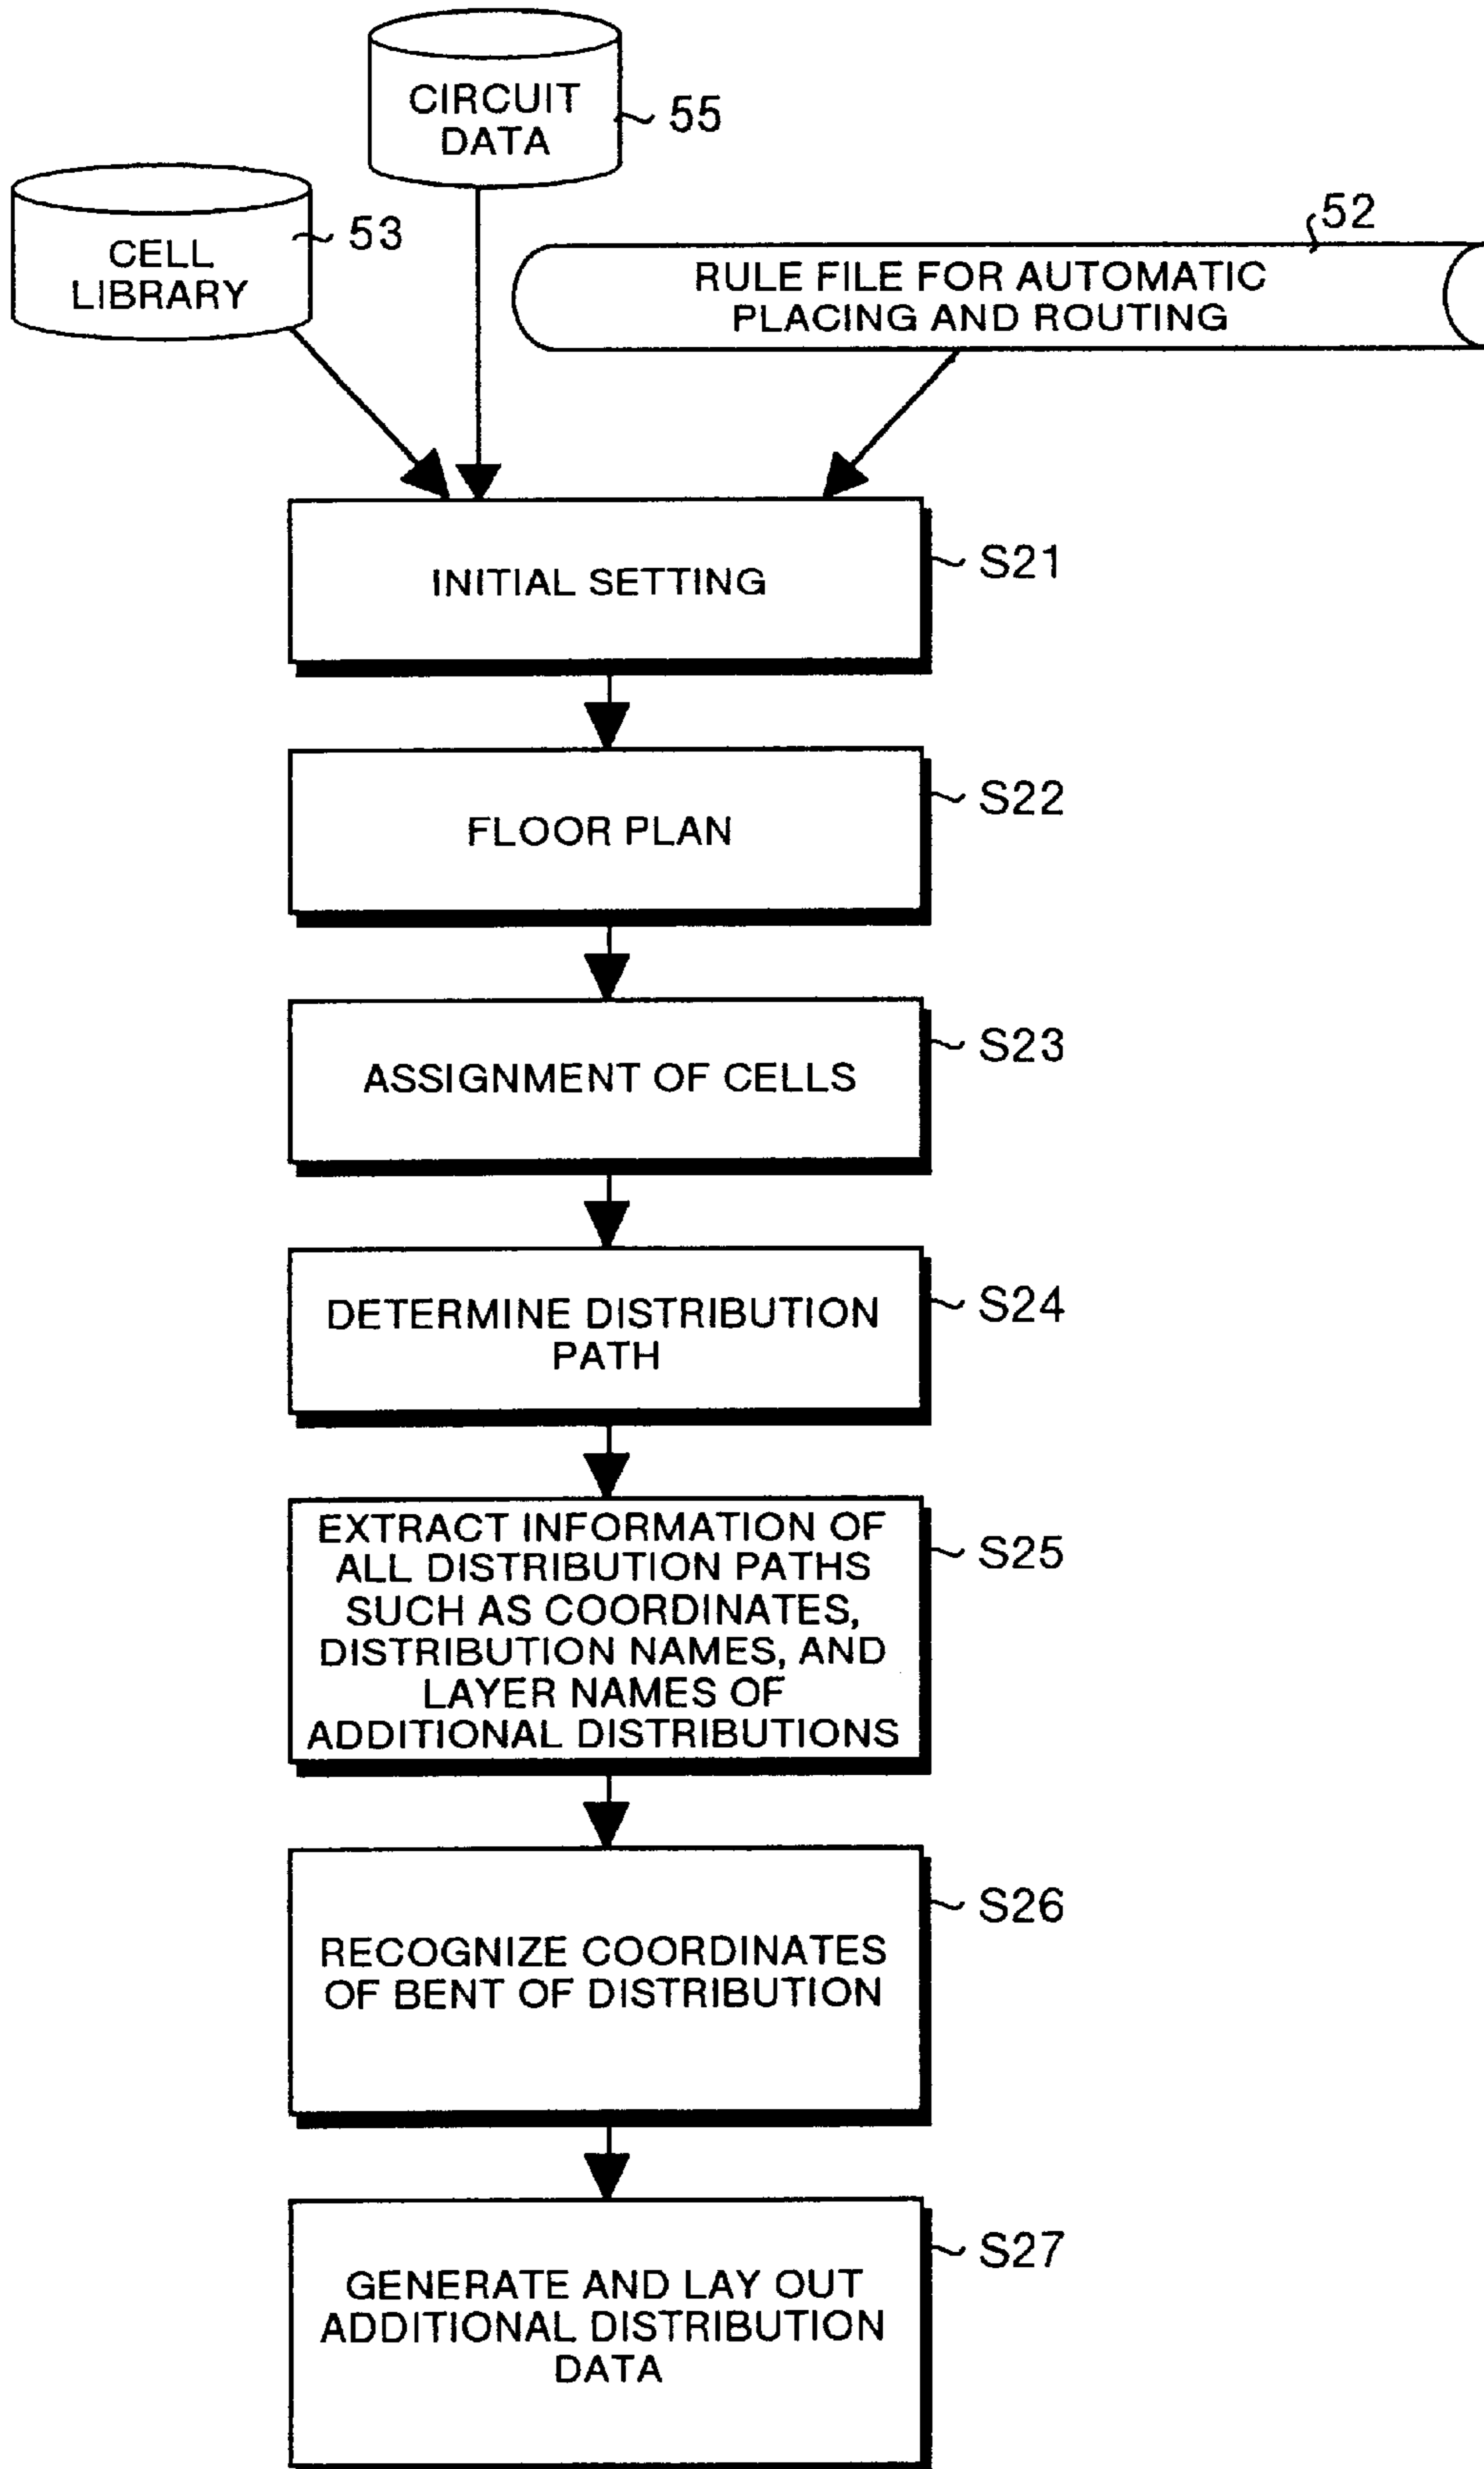 CIRCUIT
DATA
55
CELL
LIBRARY
53
52
RULE FILE FOR AUTOMATIC
PLACING AND ROUTING
INITIAL SETTING
S21
FLOOR PLAN
S22
ASSIGNMENT OF CELLS
S23
DETERMINE DISTRIBUTION
PATH
S24
EXTRACT INFORMATION OF
ALL DISTRIBUTION PATHS
SUCH AS COORDINATES,
DISTRIBUTION NAMES, AND
LAYER NAMES OF
ADDITIONAL DISTRIBUTIONS
S25
RECOGNIZE COORDINATES
OF BENT OF DISTRIBUTION
S26
GENERATE AND LAY OUT
ADDITIONAL DISTRIBUTION
DATA
S27